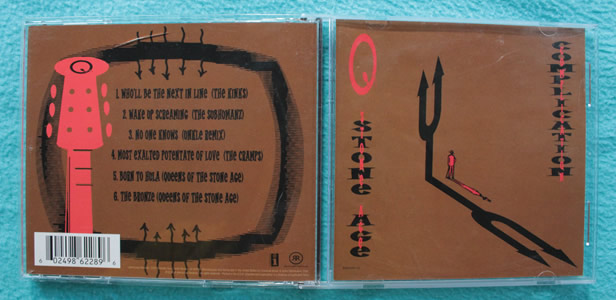 Q
1. WHO'LL BE THE NEXT IN LINE (THE KINKS)
2. WAKE UP SCREAMING (THE SUBHUMANS)
3. NO ONE KNOWS (UNKLE REMIX)
4. MOST EXALTED POTENTATE OF LOVE (THE CRAMPS)
5. BORN TO HULA (QUEENS OF THE STONE AGE)
6. THE BRONZE (QUEENS OF THE STONE AGE)
6 02498 62289 6
Q
STONE AGE
COMPLICATION